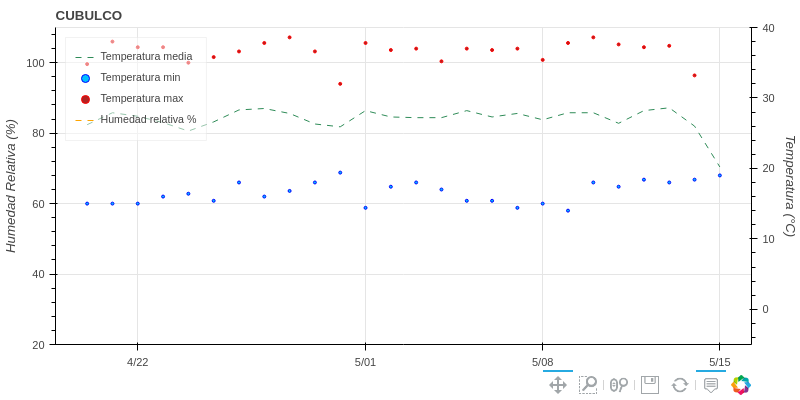 CUBULCO
Temperatura media
Temperatura min
Temperatura max
Humedad relativa %
Humedad Relativa (%)
100
80
60
40
20
Temperatura (°C)
40
30
20
10
0
4/22
5/01
5/08
5/15